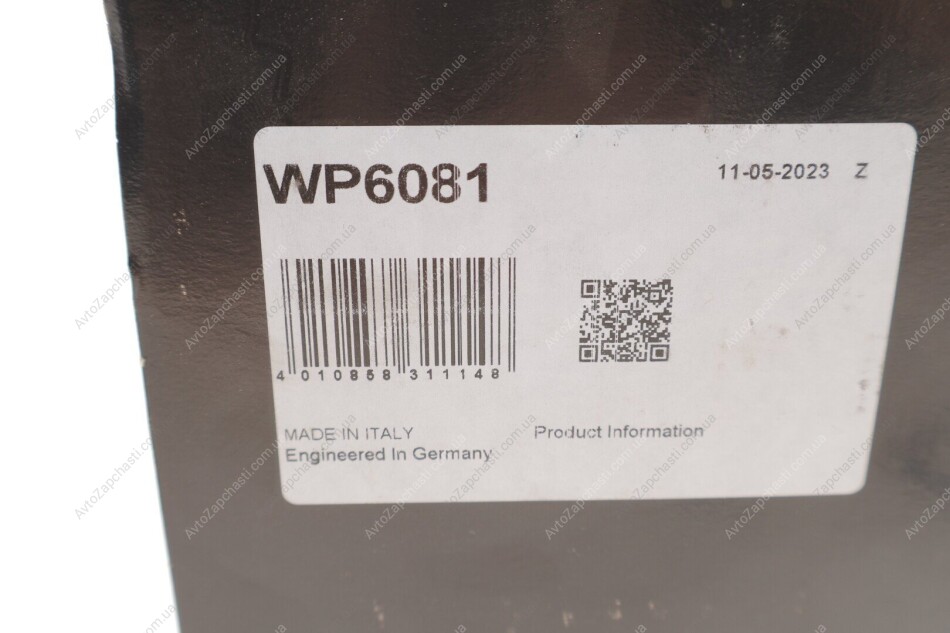 WP6081
11-05-2023 Z
4 010858 311148
MADE IN ITALY
Engineered In Germany
Product Information
AvtoZapchasti.com.ua